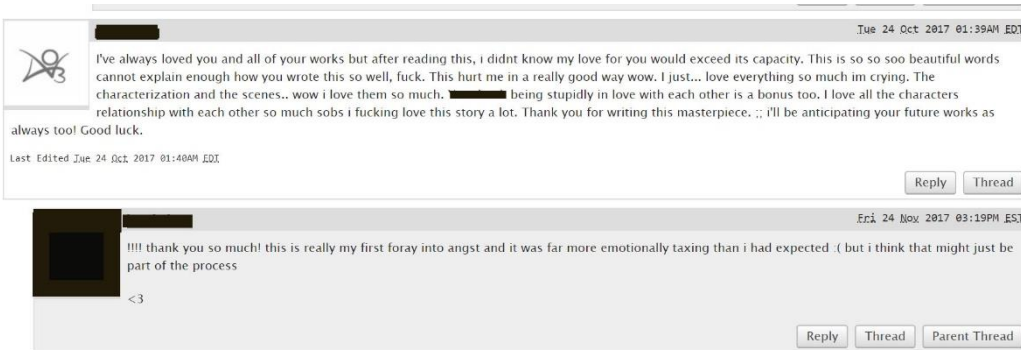 Tue 24 Oct 2017 01:39AM EDT
I've always loved you and all of your works but after reading this, i didnt know my love for you would exceed its capacity. This is so so soo beautiful words
cannot explain enough how you wrote this so well, fuck. This hurt me in a really good way wow. I just... love everything so much im crying. The
characterization and the scenes.. wow i love them so much. being stupidly in love with each other is a bonus too. I love all the characters
relationship with each other so much sobs i fucking love this story a lot. Thank you for writing this masterpiece. ;; i'll be anticipating your future works as
always too! Good luck.
Last Edited Tue 24 Oct 2017 01:40AM EDT
Reply Thread
Fri 24 Nov 2017 03:19PM EST
!!!! thank you so much! this is really my first foray into angst and it was far more emotionally taxing than i had expected :( but i think that might just be
part of the process
<3
Reply Thread Parent Thread